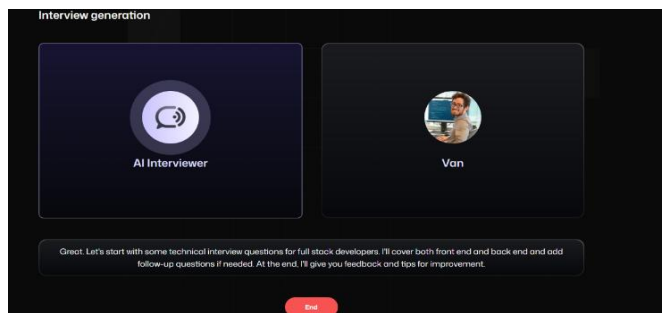 Interview generation
AI Interviewer
Van
Great. Let's start with some technical interview questions for full stack developers. I'll cover both front end and back end and add
follow-up questions if needed. At the end, I'll give you feedback and tips for improvement.
End